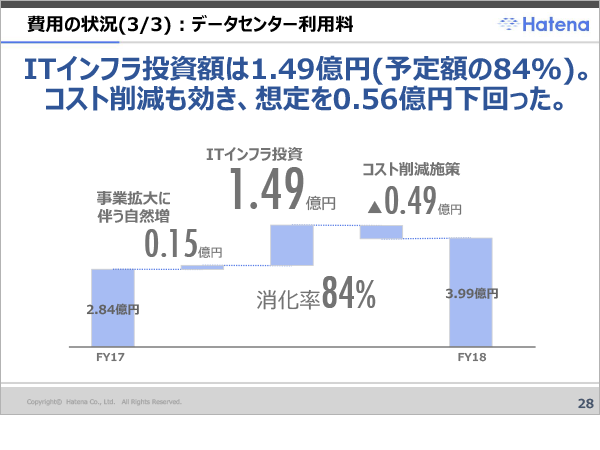 費用の状況(3/3)：データセンター利用料
Hatena
ITインフラ投資額は1.49億円(予定額の84%)。
コスト削減も効き、想定を0.56億円下回った。
ITインフラ投資
1.49億円
コスト削減施策
▲0.49億円
事業拡大に
伴う自然増
0.15億円
消化率84%
2.84億円
3.99億円
FY17
FY18
Copyright© Hatena Co., Ltd. All Rights Reserved.
28